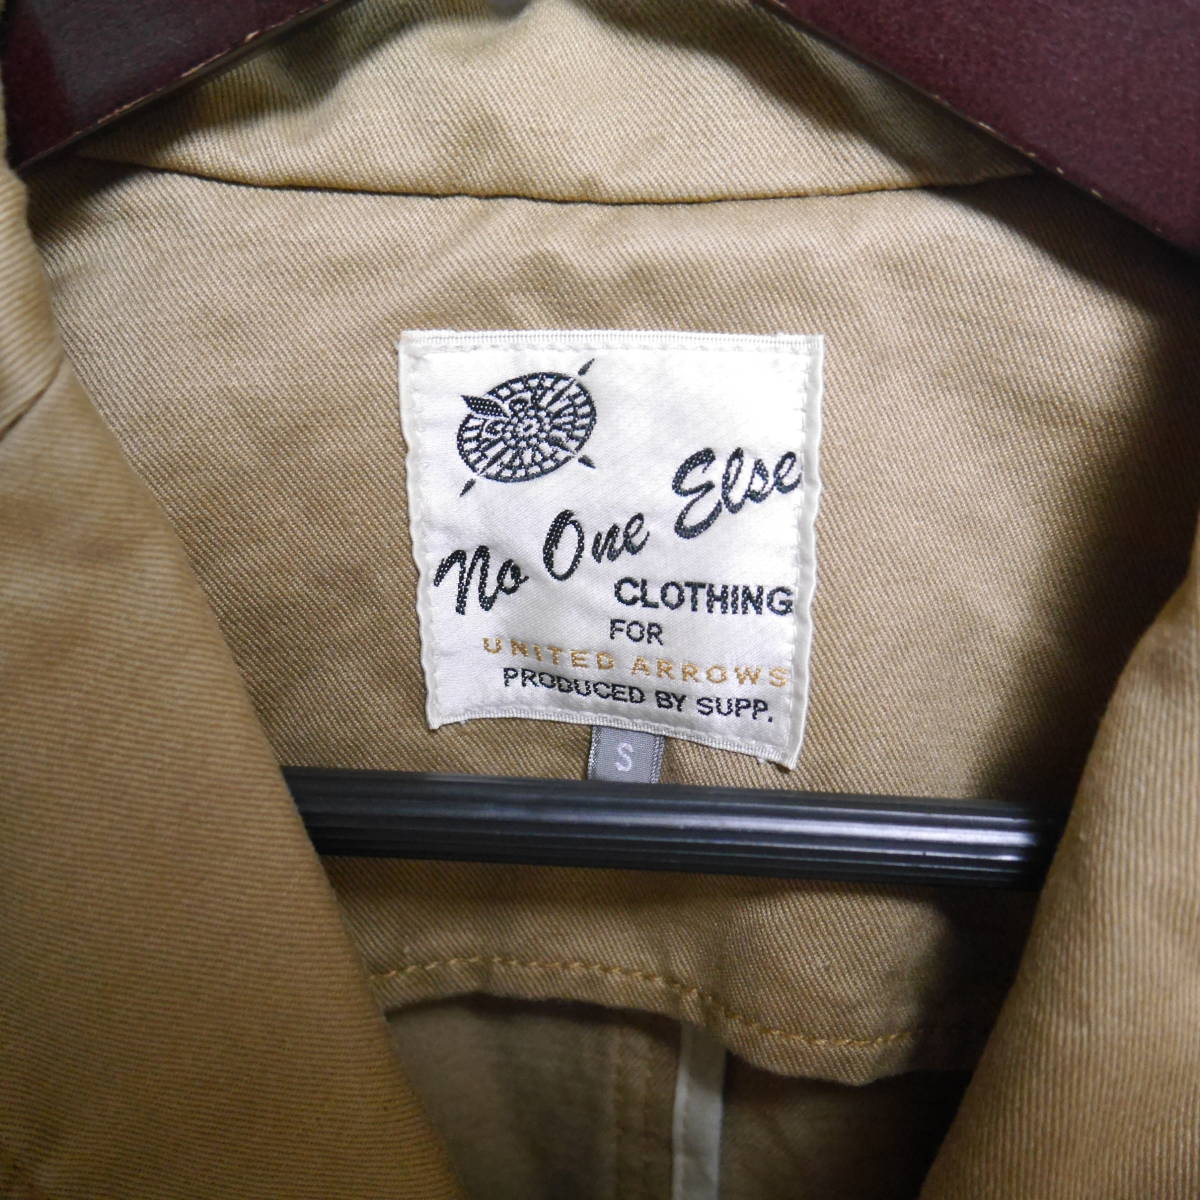 No One Else
CLOTHING
FOR
UNITED ARROWS
PRODUCED BY SUPP.
S